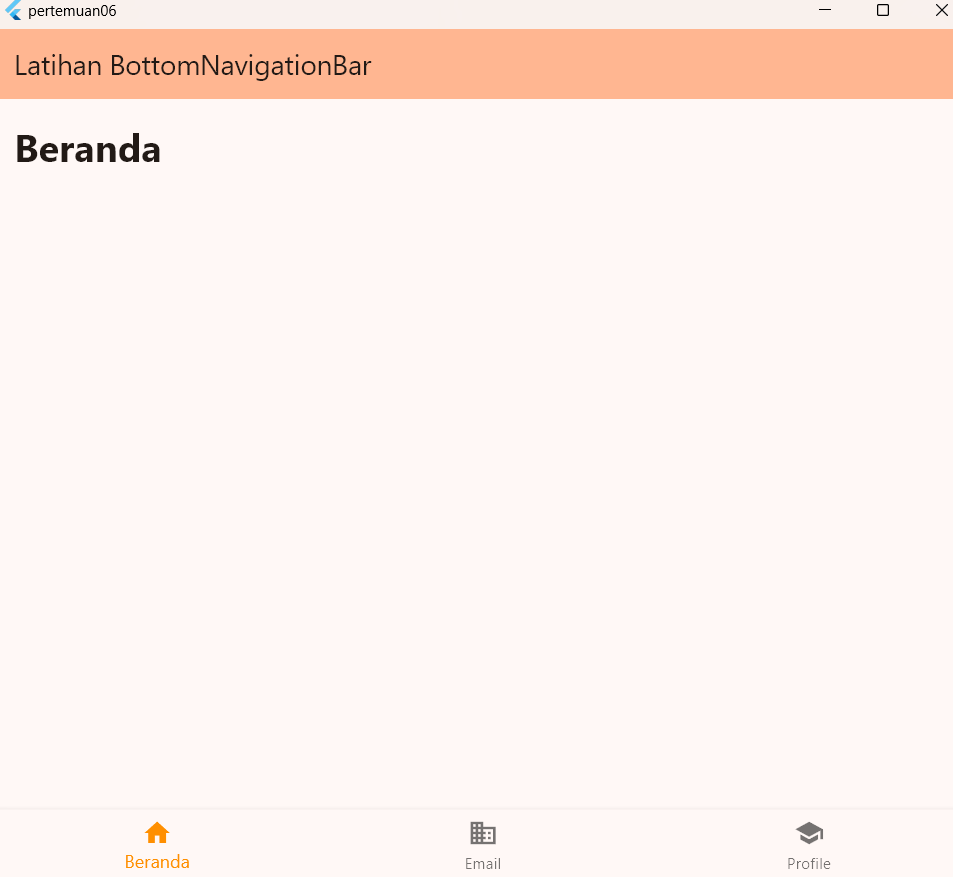 pertemuan06
Latihan BottomNavigationBar
Beranda
Beranda
Email
Profile